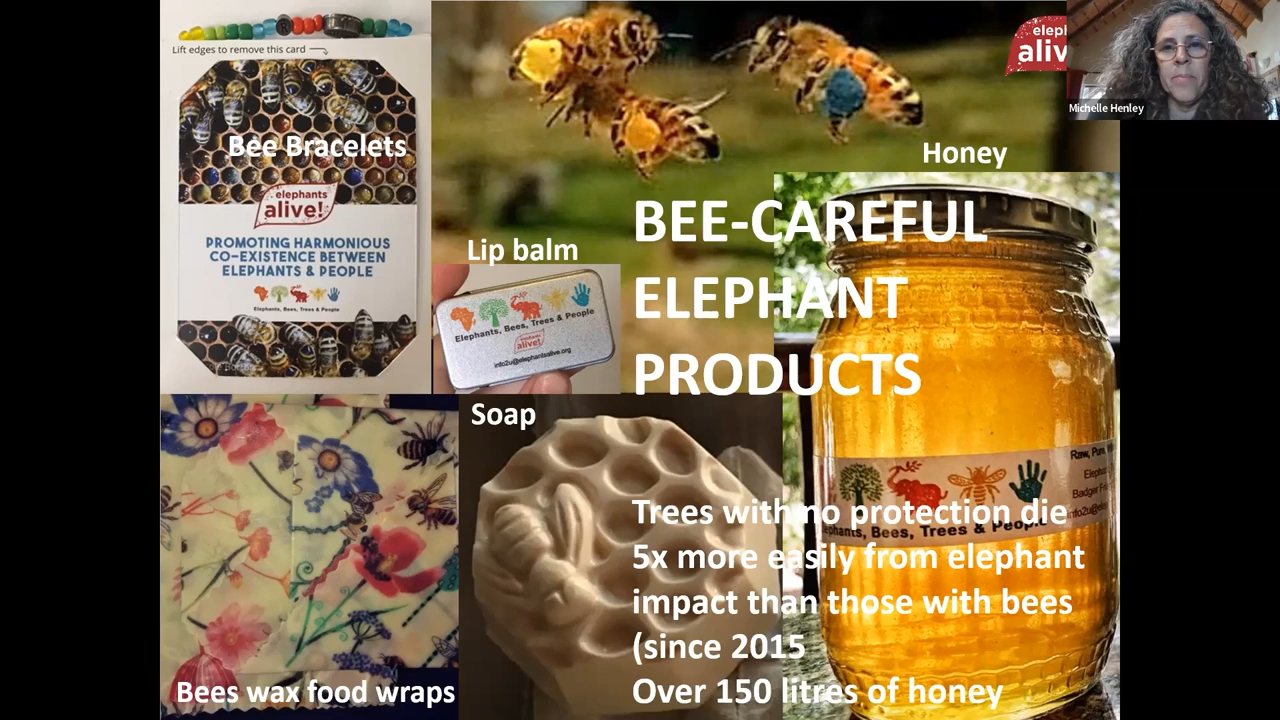 Lift edges to remove this card
Bee Bracelets
elephants
alive!
PROMOTING HARMONIOUS
CO-EXISTENCE BETWEEN
ELEPHANTS & PEOPLE
Elephants, Bees, Trees & People
Lip balm
Elephants, Bees, Trees & People
elephants
alive!
info2u@elephantsalive.org
Soap
Bees wax food wraps
Michelle Henley
Honey
BEE-CAREFUL
ELEPHANT
PRODUCTS
Raw, Pure,
Badger
Bees, Trees & People
Trees with no protection die
5x more easily from elephant
impact than those with bees
(since 2015
Over 150 litres of honey